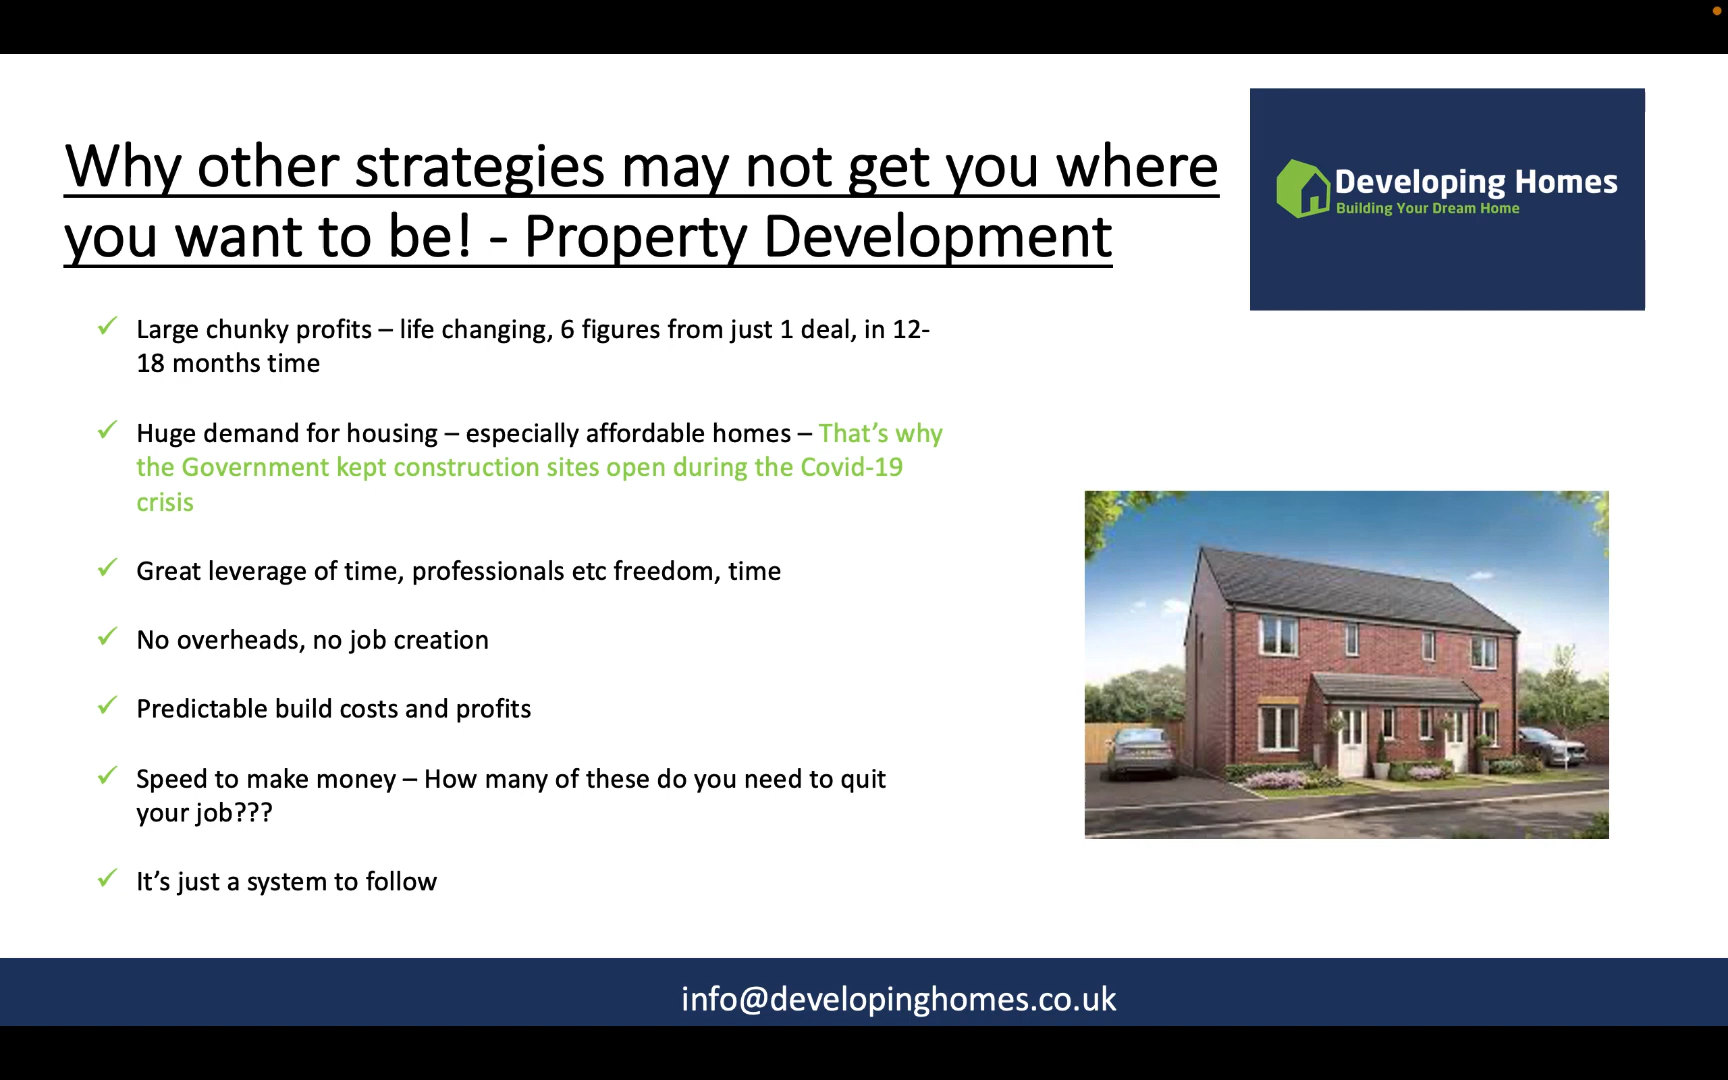 Why other strategies may not get you where
you want to be! - Property Development
Developing Homes
Building Your Dream Home
✓ Large chunky profits – life changing, 6 figures from just 1 deal, in 12-
18 months time
✓ Huge demand for housing – especially affordable homes – That’s why
the Government kept construction sites open during the Covid-19
crisis
✓ Great leverage of time, professionals etc freedom, time
✓ No overheads, no job creation
✓ Predictable build costs and profits
✓ Speed to make money – How many of these do you need to quit
your job???
✓ It’s just a system to follow
info@developinghomes.co.uk